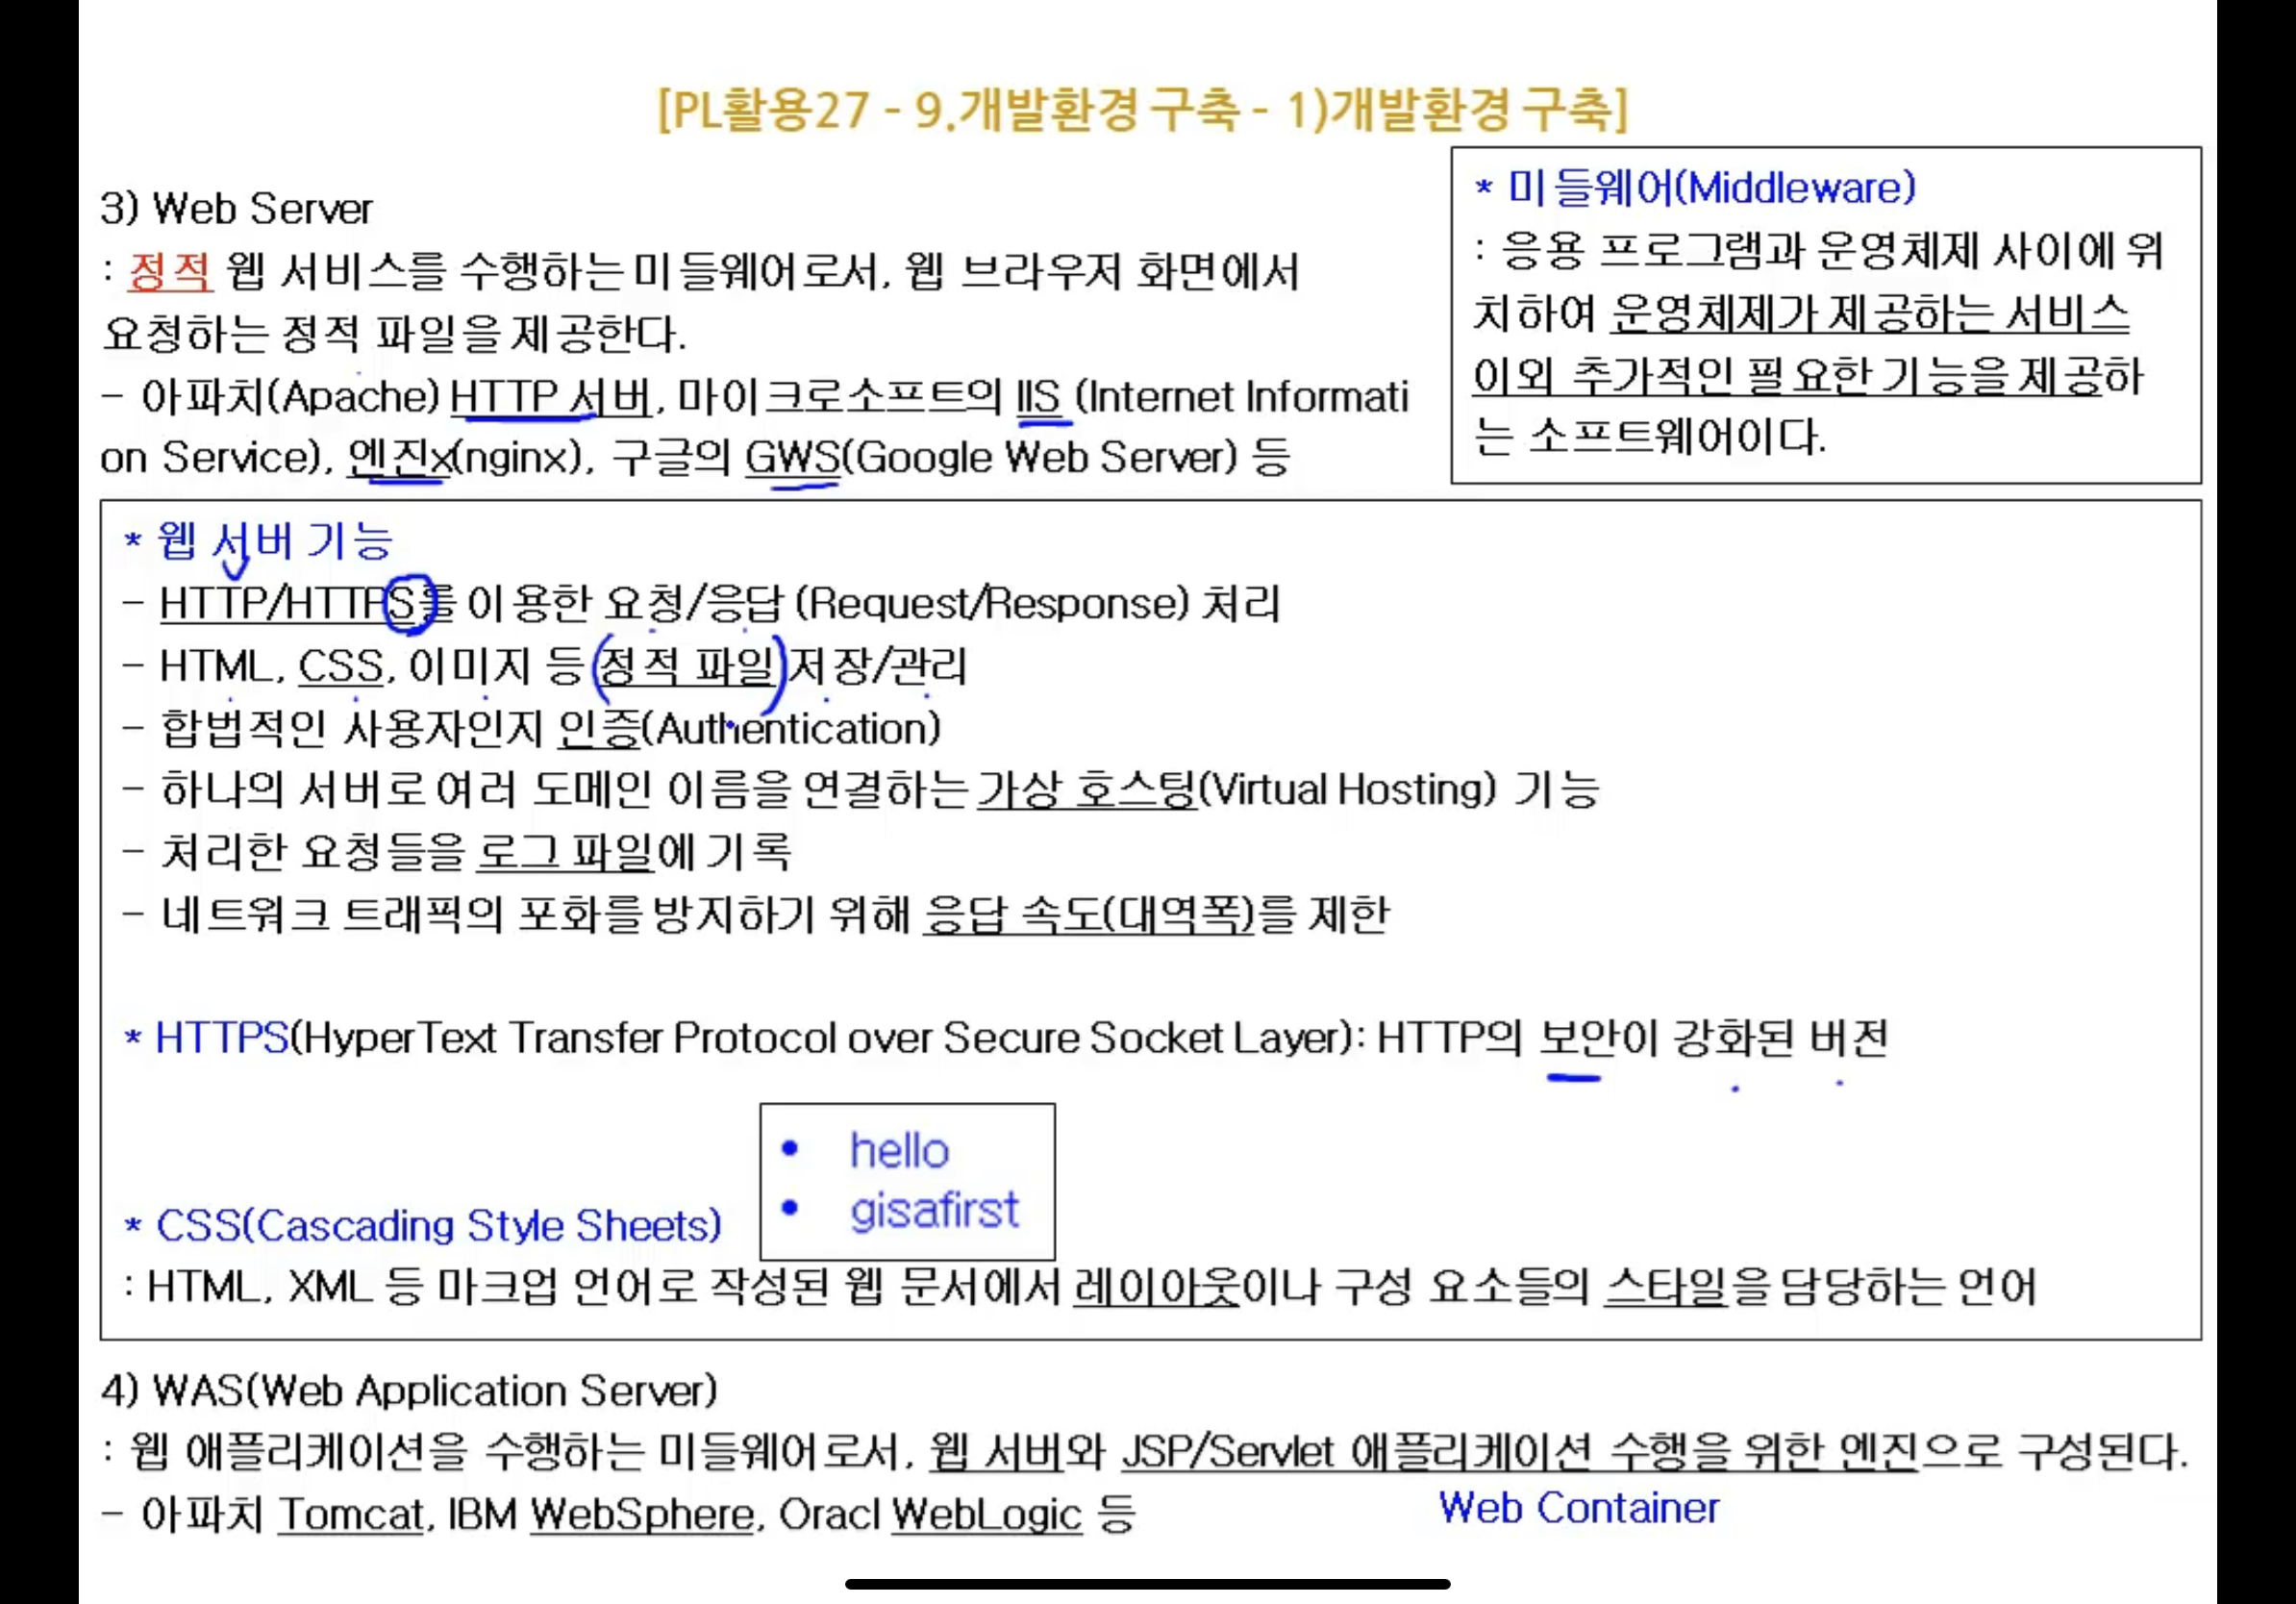 [PL활용27 - 9.개발환경 구축 - 1)개발환경 구축]
3) Web Server
: 정적 웹 서비스를 수행하는 미들웨어로서, 웹 브라우저 화면에서
요청하는 정적 파일을 제공한다.
- 아파치(Apache) HTTP 서버, 마이크로소프트의 IIS (Internet Informati
on Service), 엔진x(nginx), 구글의 GWS(Google Web Server) 등
* 미들웨어(Middleware)
: 응용 프로그램과 운영체제 사이에 위
치하여 운영체제가 제공하는 서비스
이외 추가적인 필요한 기능을 제공하
는 소프트웨어이다.
* 웹 서버 기능
- HTTP/HTTPS를 이용한 요청/응답 (Request/Response) 처리
- HTML, CSS, 이미지 등 (정적 파일) 저장/관리
- 합법적인 사용자인지 인증(Authentication)
- 하나의 서버로 여러 도메인 이름을 연결하는 가상 호스팅(Virtual Hosting) 기능
- 처리한 요청들을 로그 파일에 기록
- 네트워크 트래픽의 포화를 방지하기 위해 응답 속도(대역폭)를 제한
* HTTPS(HyperText Transfer Protocol over Secure Socket Layer): HTTP의 보안이 강화된 버전
• hello
• gisafirst
* CSS(Cascading Style Sheets)
: HTML, XML 등 마크업 언어로 작성된 웹 문서에서 레이아웃이나 구성 요소들의 스타일을 담당하는 언어
4) WAS(Web Application Server)
: 웹 애플리케이션을 수행하는 미들웨어로서, 웹 서버와 JSP/Servlet 애플리케이션 수행을 위한 엔진으로 구성된다.
- 아파치 Tomcat, IBM WebSphere, Oracl WebLogic 등
Web Container